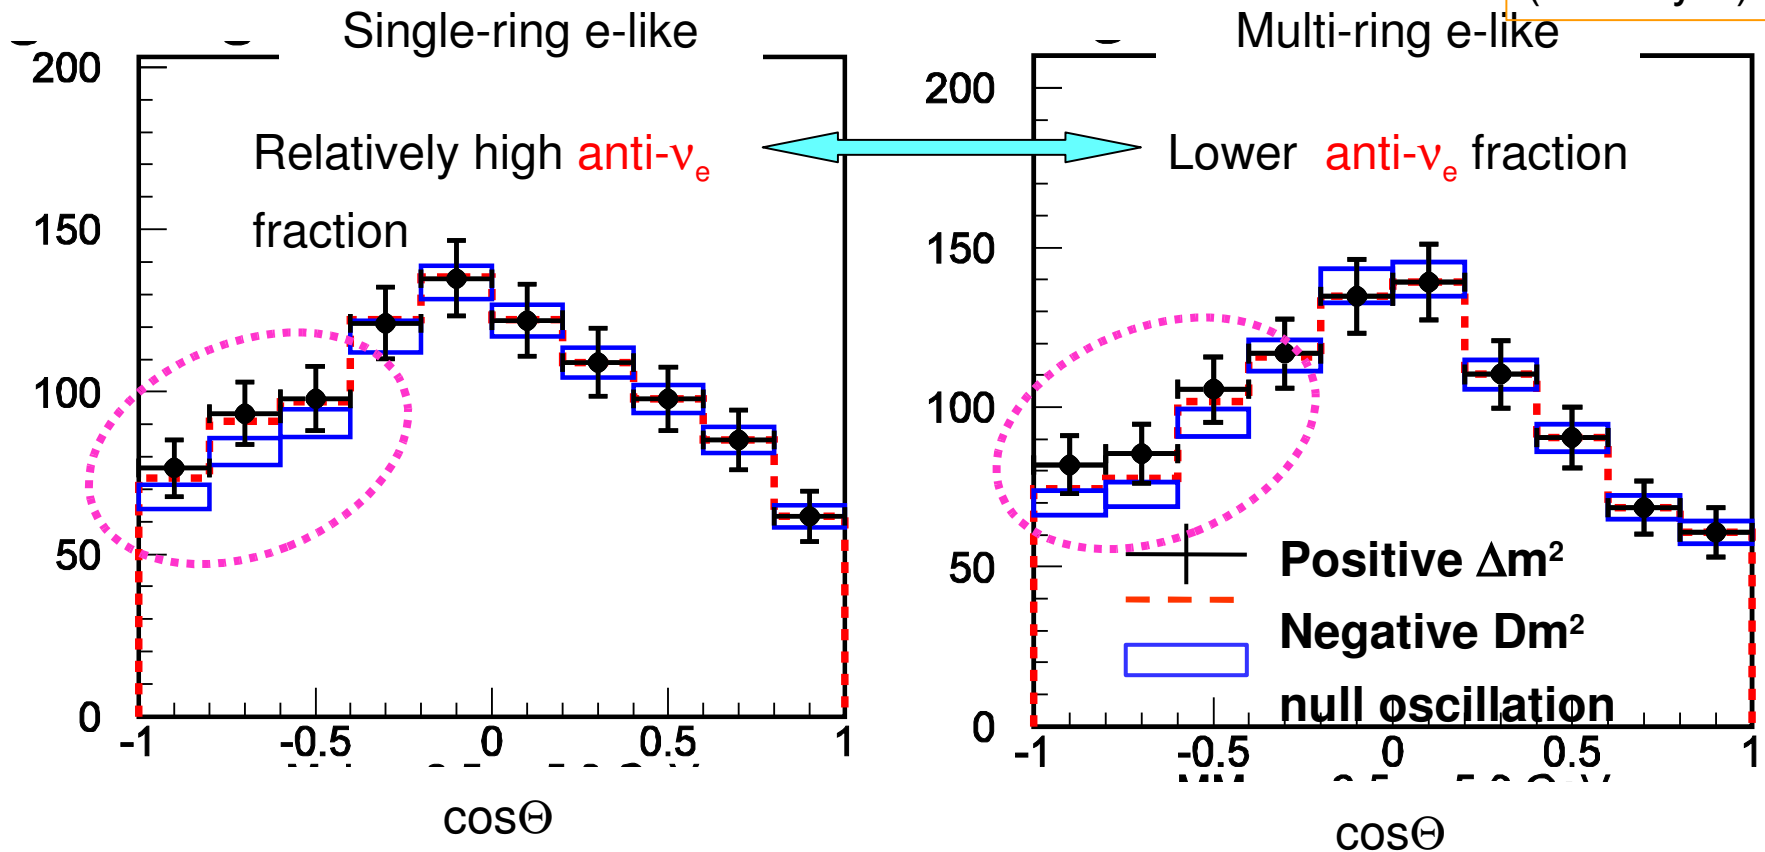 Single-ring e-like
Multi-ring e-like
Relatively high anti-νe
fraction
Lower anti-νe fraction
200
150
100
50
0
-1
-0.5
0
0.5
1
cosΘ
200
150
100
50
0
-1
-0.5
0
0.5
1
cosΘ
Positive Δm²
Negative Dm²
null oscillation